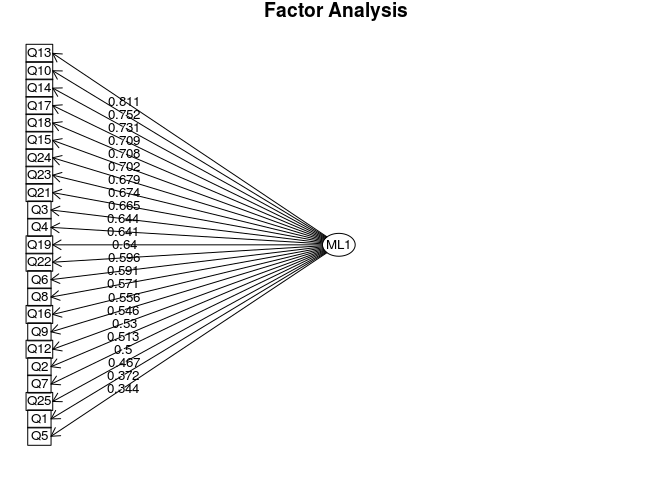 Factor Analysis
Q13
Q10
Q14
Q17
Q18
Q15
Q24
Q23
Q21
Q3
Q4
Q19
Q22
Q6
Q8
Q16
Q9
Q12
Q2
Q7
Q25
Q1
Q5
0.811
0.752
0.731
0.709
0.708
0.702
0.679
0.674
0.665
0.644
0.641
0.64
0.596
0.591
0.571
0.556
0.546
0.53
0.513
0.5
0.467
0.372
0.344
ML1